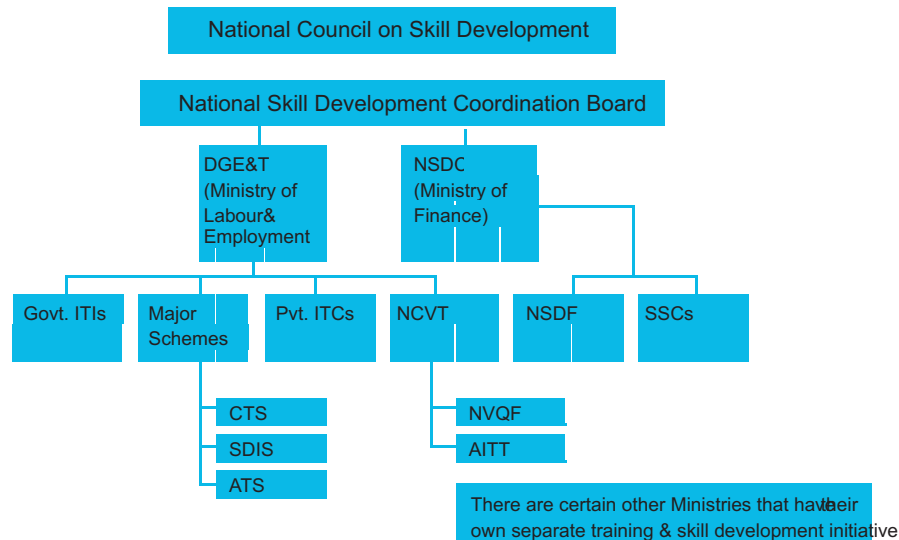 National Council on Skill Development
National Skill Development Coordination Board
DGE&T
(Ministry of
Labour&
Employment
NSDC
(Ministry of
Finance)
Govt. ITIs
Major
Schemes
Pvt. ITCs
NCVT
NSDF
SSCs
CTS
SDIS
ATS
NVQF
AITT
There are certain other Ministries that have their
own separate training & skill development initiative